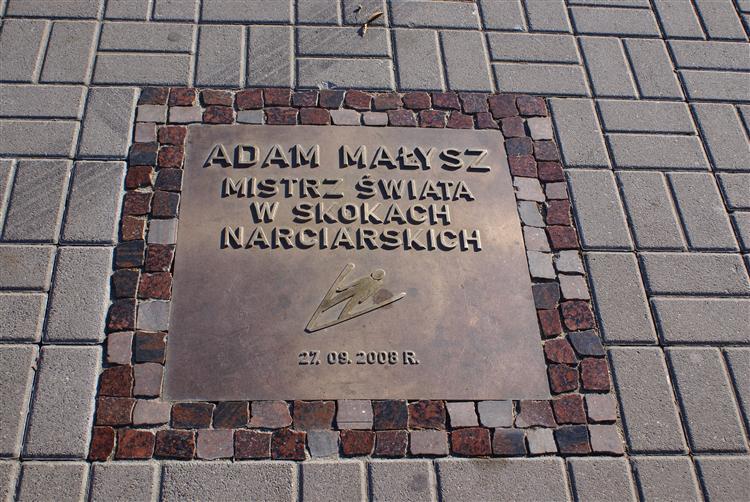 ADAM MAŁYSZ
MISTRZ ŚWIATA
W SKOKACH
NARCIARSKICH
27. 09. 2008 R.